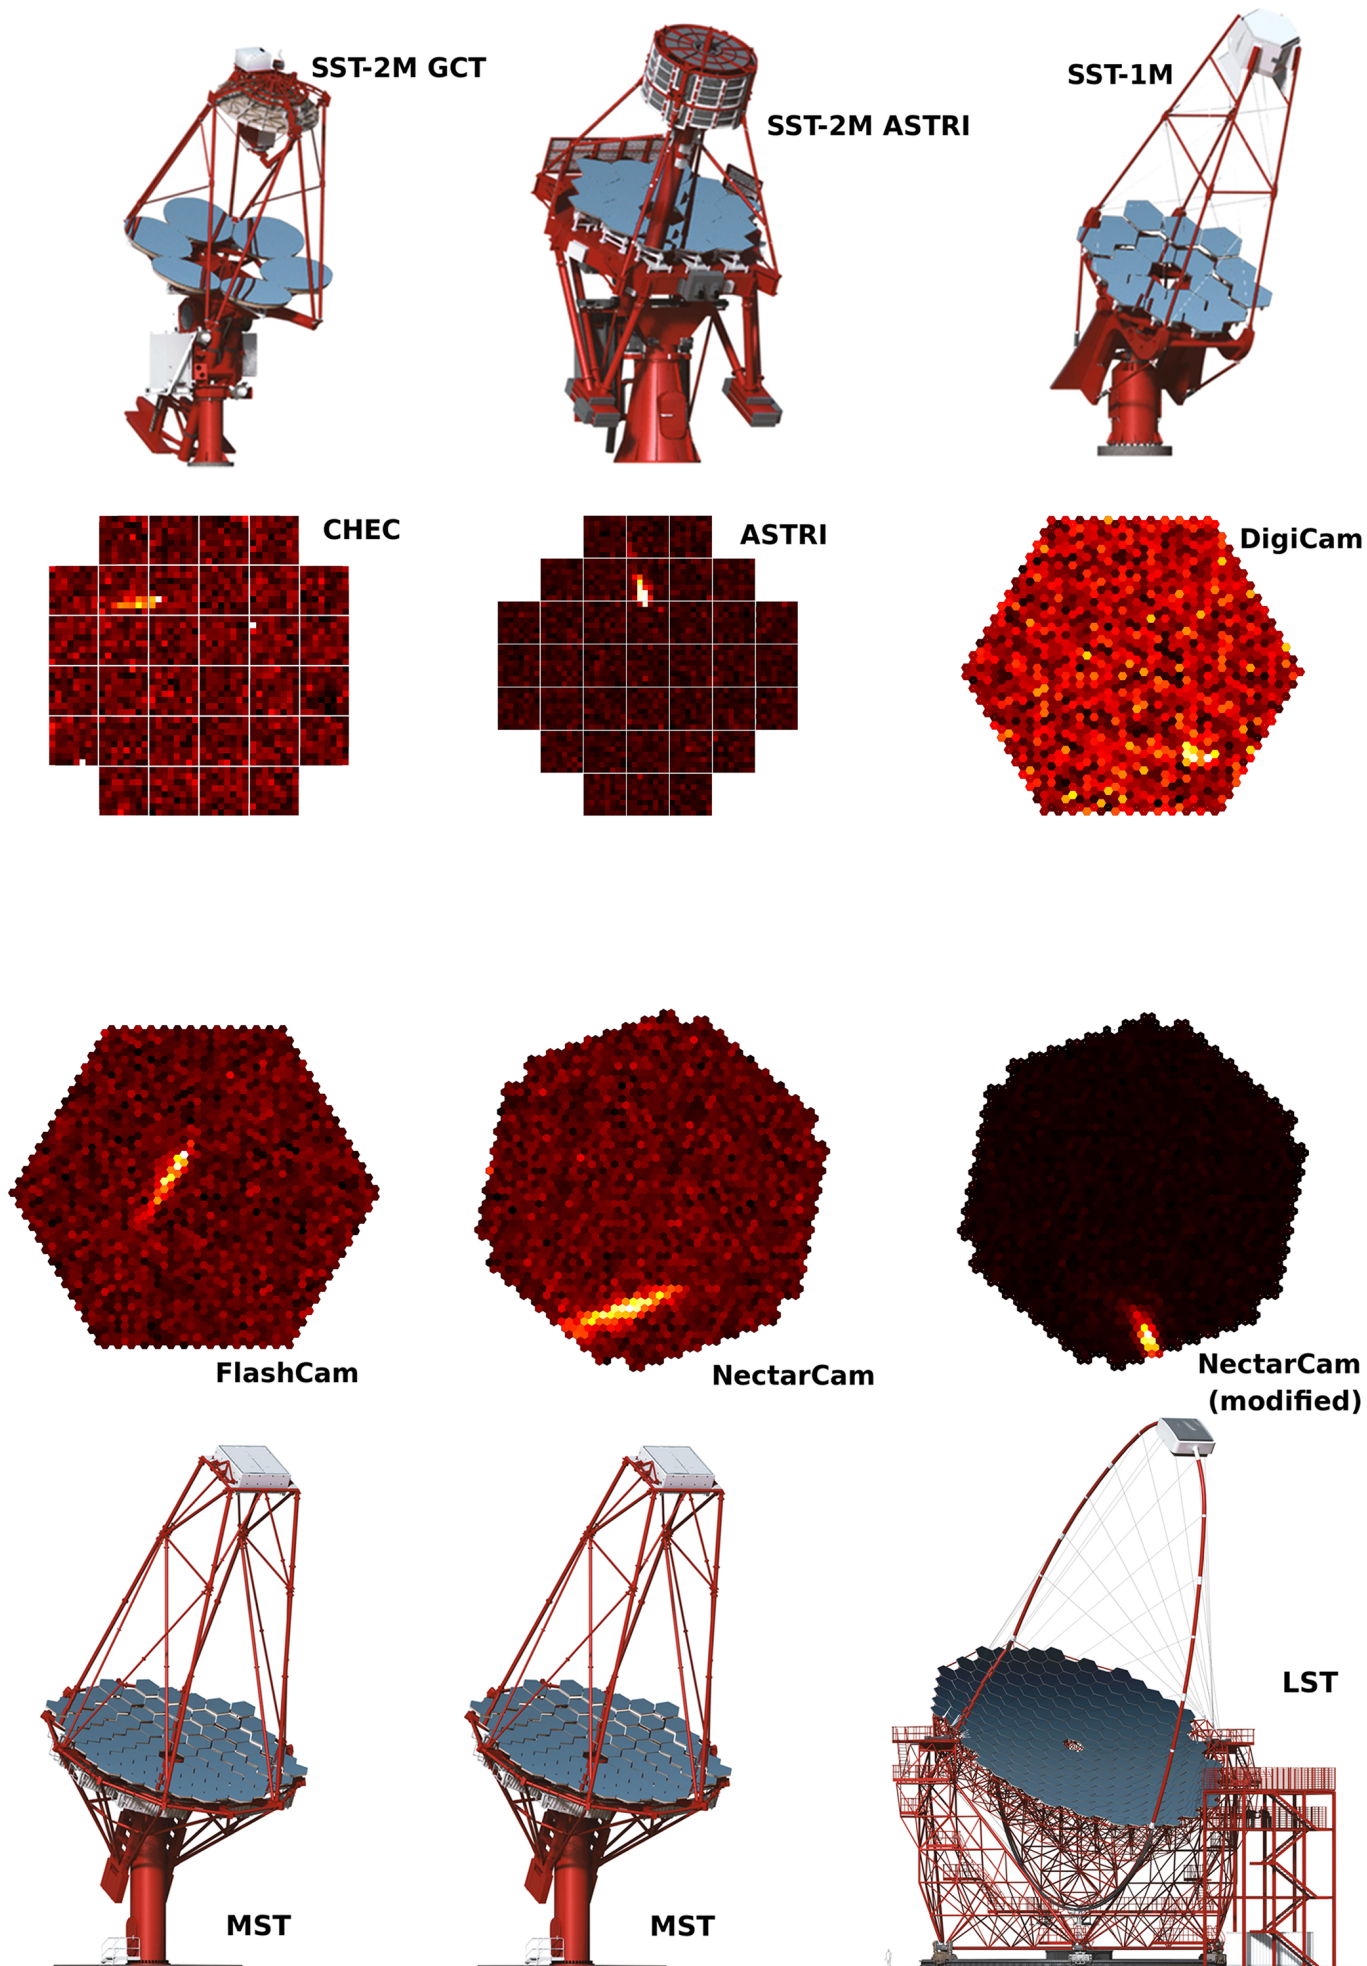 SST-2M GCT
SST-2M ASTRI
SST-1M
CHEC
ASTRI
DigiCam
FlashCam
NectarCam
NectarCam
(modified)
LST
MST
MST